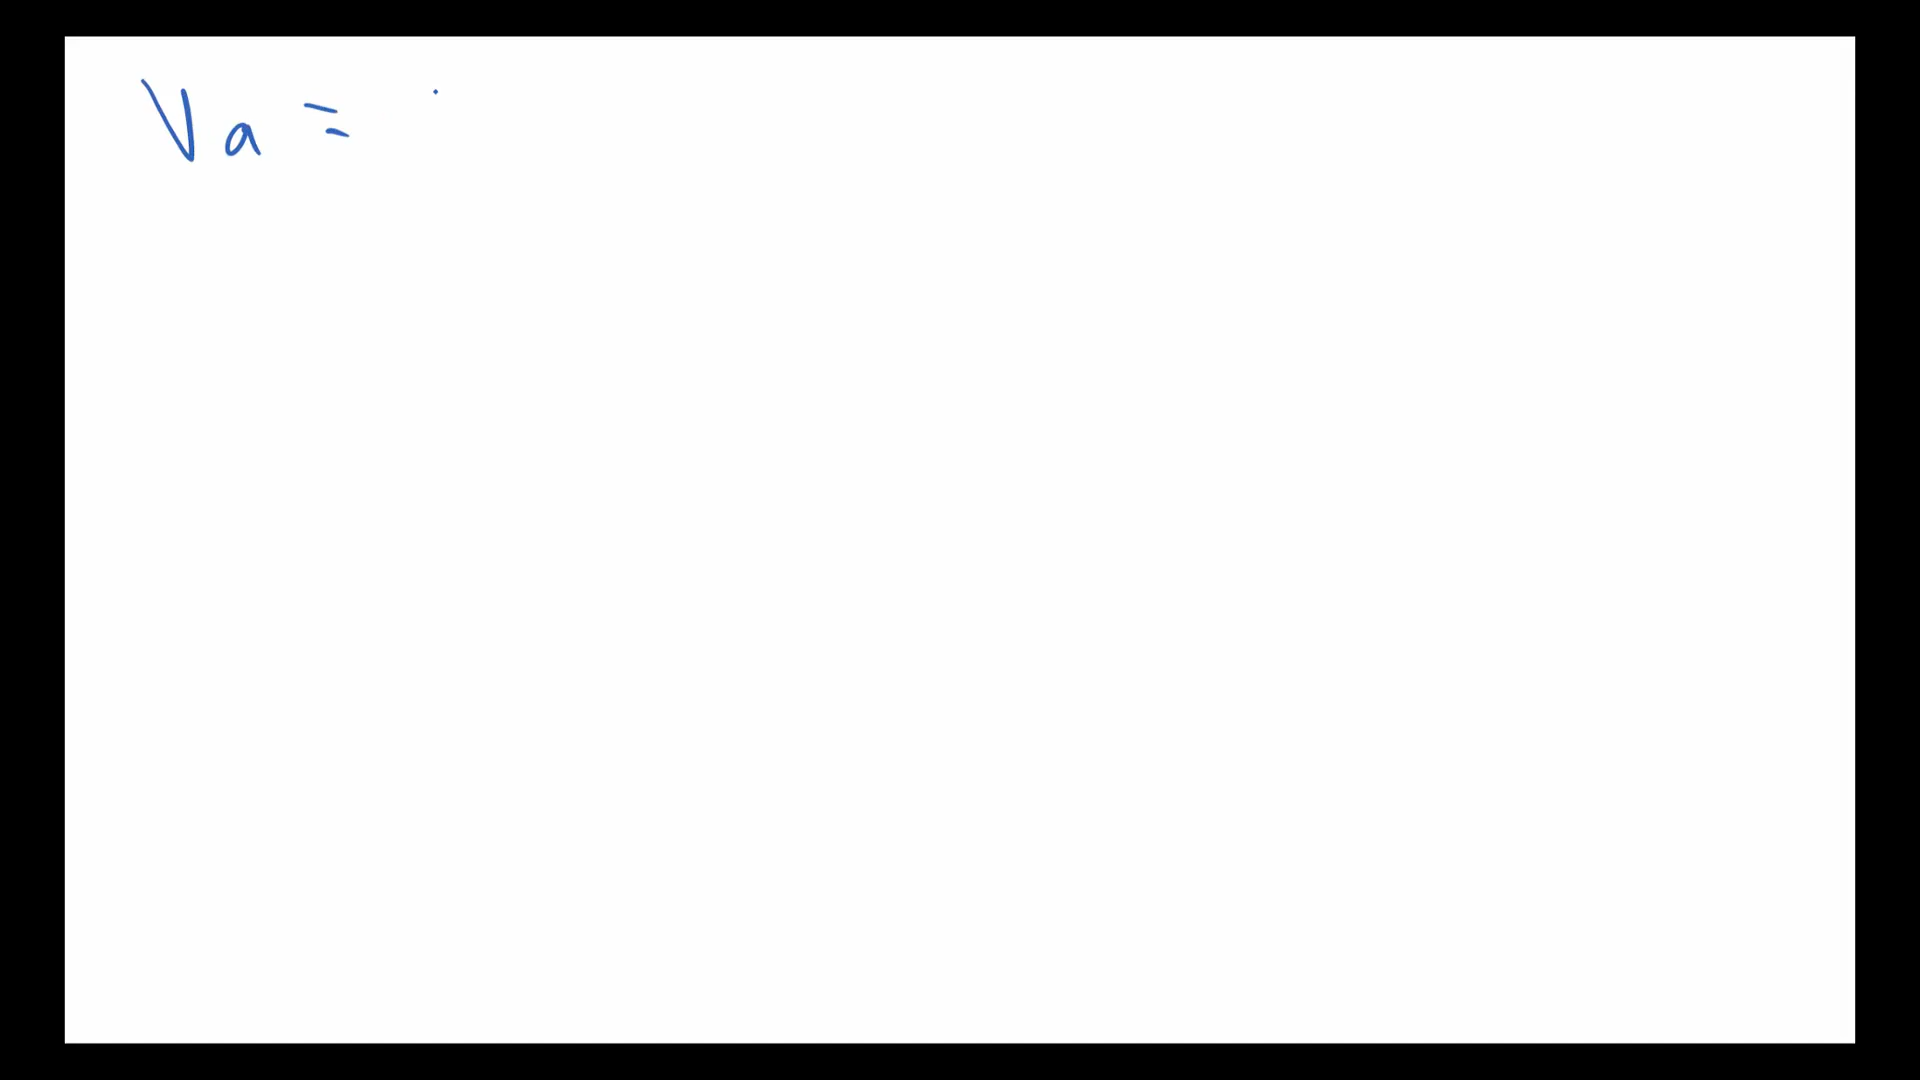 Va =